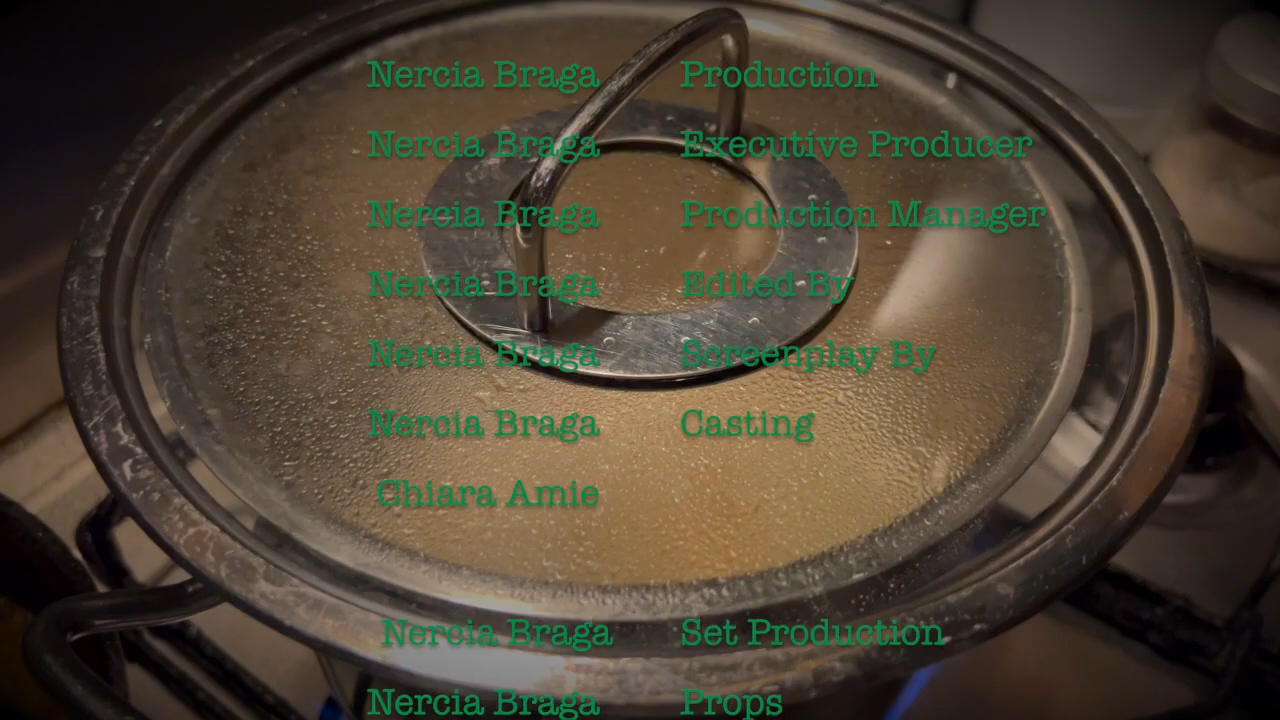 Nercia Braga Production
Nercia Braga Executive Producer
Nercia Braga Production Manager
Nercia Braga Edited By
Nercia Braga Screenplay By
Nercia Braga Casting
Chiara Amie
Nercia Braga Set Production
Nercia Braga Props